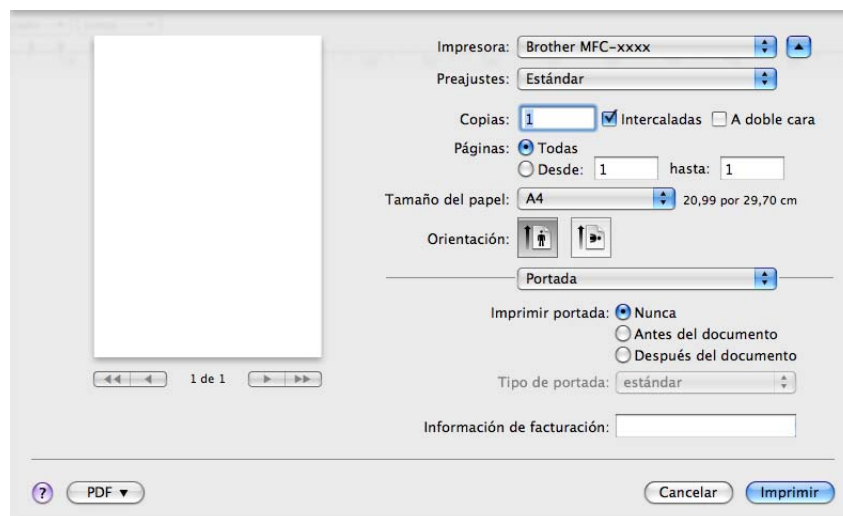 Impresora: Brother MFC-xxxx
Preajustes: Estándar
Copias: 1 Intercaladas A doble cara
Páginas: Todas
Desde: 1 hasta: 1
Tamaño del papel: A4 20,99 por 29,70 cm
Orientación:
Portada
Imprimir portada: Nunca
Antes del documento
Después del documento
1 de 1
Tipo de portada: estándar
Información de facturación:
? PDF Cancelar Imprimir